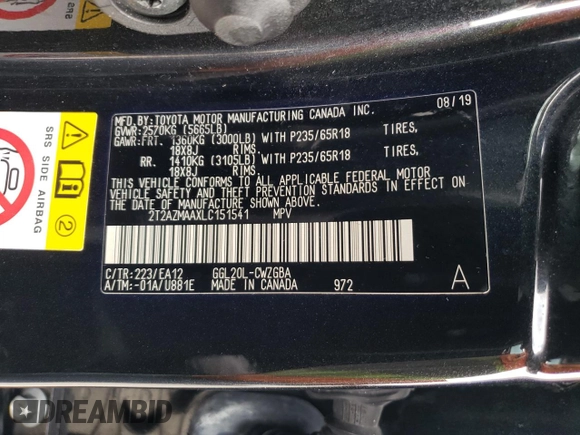 MFD. BY: TOYOTA MOTOR MANUFACTURING CANADA INC. 08/19
GVWR: 2570KG (5665LB)
GAWR: FRT. 1360KG (3000LB) WITH P235/65R18 TIRES,
18X8J RIMS,
RR. 1410KG (3105LB) WITH P235/65R18 TIRES,
18X8J RIMS.
THIS VEHICLE CONFORMS TO ALL APPLICABLE FEDERAL MOTOR
VEHICLE SAFETY AND THEFT PREVENTION STANDARDS IN EFFECT ON
THE DATE OF MANUFACTURE SHOWN ABOVE.
2T2AZMAAXLC151541 MPV
C/TR: 223/EA12 GGL20L-CWZGBA
A/TM: -01A/U881E MADE IN CANADA 972 A
SRS SIDE AIRBAG
2
DREAMBID